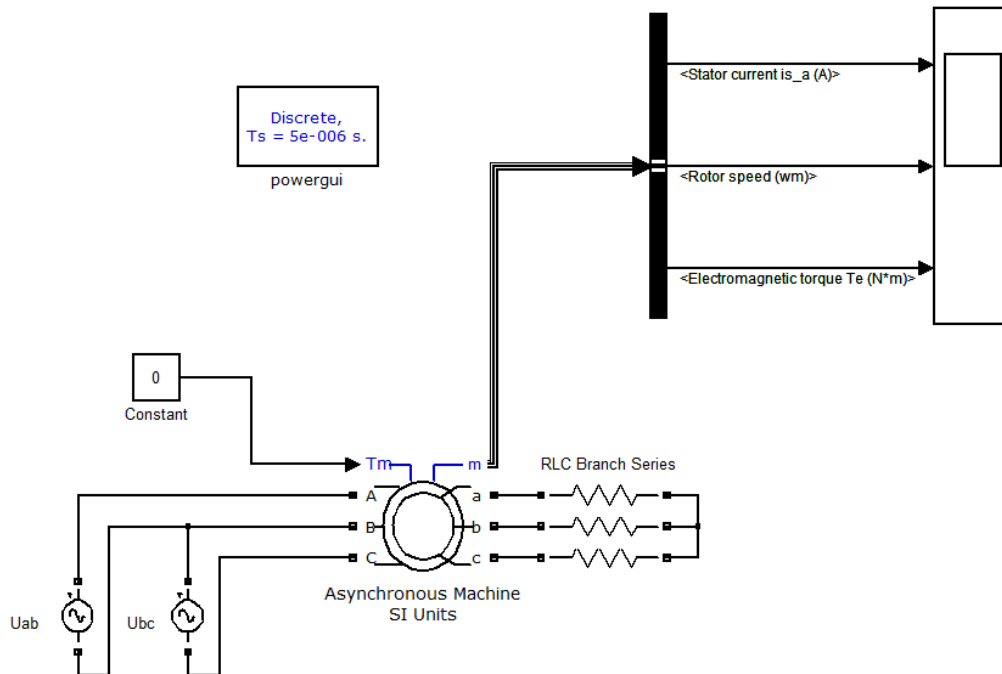 <Stator current is_a (A)>
Discrete,
Ts = 5e-006 s.
powergui
<Rotor speed (wm)>
<Electromagnetic torque Te (N*m)>
0
Constant
Tm
m
RLC Branch Series
A
a
B
b
C
c
Asynchronous Machine
SI Units
Uab
Ubc